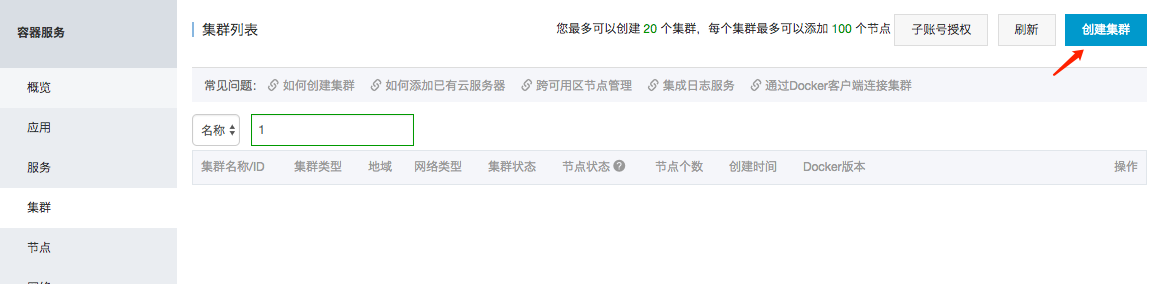 容器服务
概览
应用
服务
集群
节点
集群列表
您最多可以创建 20 个集群，每个集群最多可以添加 100 个节点
子账号授权
刷新
创建集群
常见问题： 如何创建集群 如何添加已有云服务器 跨可用区节点管理 集成日志服务 通过Docker客户端连接集群
名称 1
集群名称/ID 集群类型 地域 网络类型 集群状态 节点状态 节点个数 创建时间 Docker版本 操作